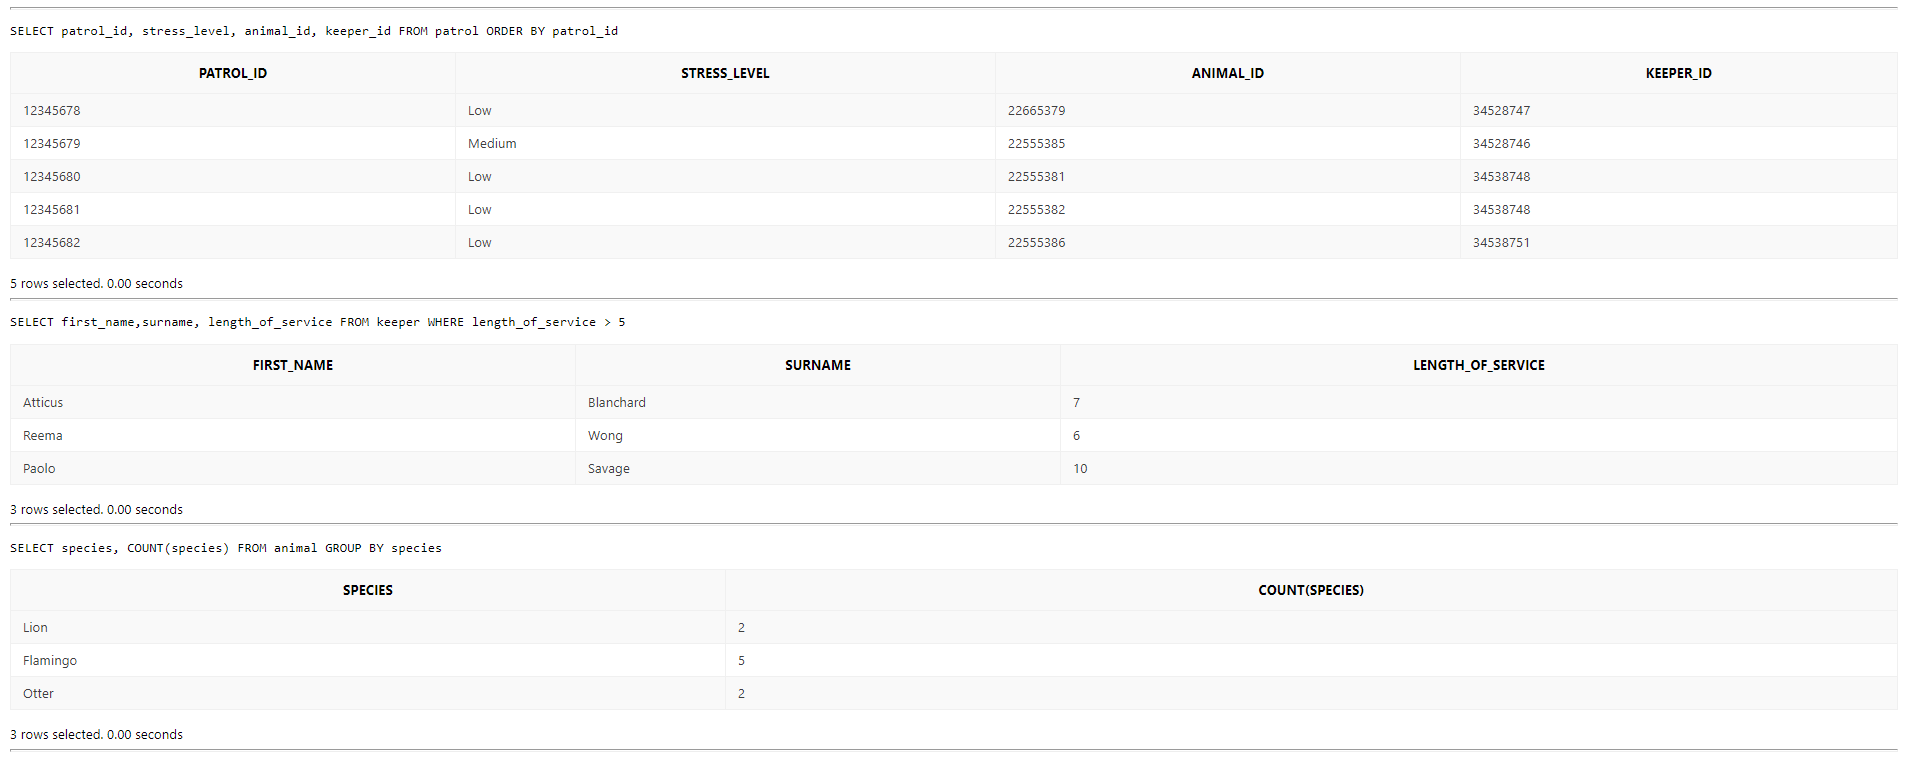 SELECT patrol_id, stress_level, animal_id, keeper_id FROM patrol ORDER BY patrol_id
PATROL_ID STRESS_LEVEL ANIMAL_ID KEEPER_ID
12345678 Low 22665379 34528747
12345679 Medium 22555385 34528746
12345680 Low 22555381 34538748
12345681 Low 22555382 34538748
12345682 Low 22555386 34538751
5 rows selected. 0.00 seconds
SELECT first_name,surname, length_of_service FROM keeper WHERE length_of_service > 5
FIRST_NAME SURNAME LENGTH_OF_SERVICE
Atticus Blanchard 7
Reema Wong 6
Paolo Savage 10
3 rows selected. 0.00 seconds
SELECT species, COUNT(species) FROM animal GROUP BY species
SPECIES COUNT(SPECIES)
Lion 2
Flamingo 5
Otter 2
3 rows selected. 0.00 seconds